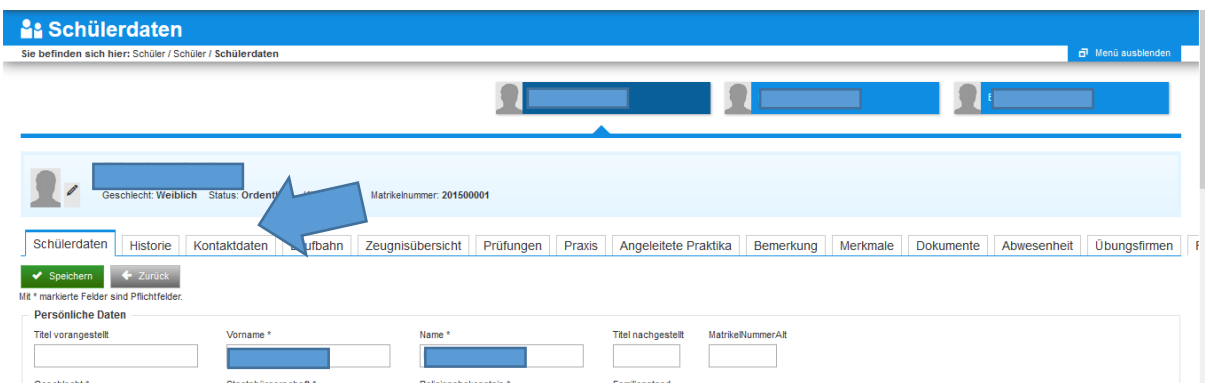 Schülerdaten
Sie befinden sich hier: Schüler / Schüler / Schülerdaten
Menü ausblenden
Geschlecht: Weiblich Status: Matrikelnummer: 201500001
Schülerdaten Historie Kontaktdaten Zeugnisübersicht Prüfungen Praxis Angeleitete Praktika Bemerkung Merkmale Dokumente Abwesenheit Übungsfirmen
Speichern Zurück
Mit * markierte Felder sind Pflichtfelder.
Persönliche Daten
Titel vorangestellt Vorname * Name * Titel nachgestellt MatrikelNummerAlt